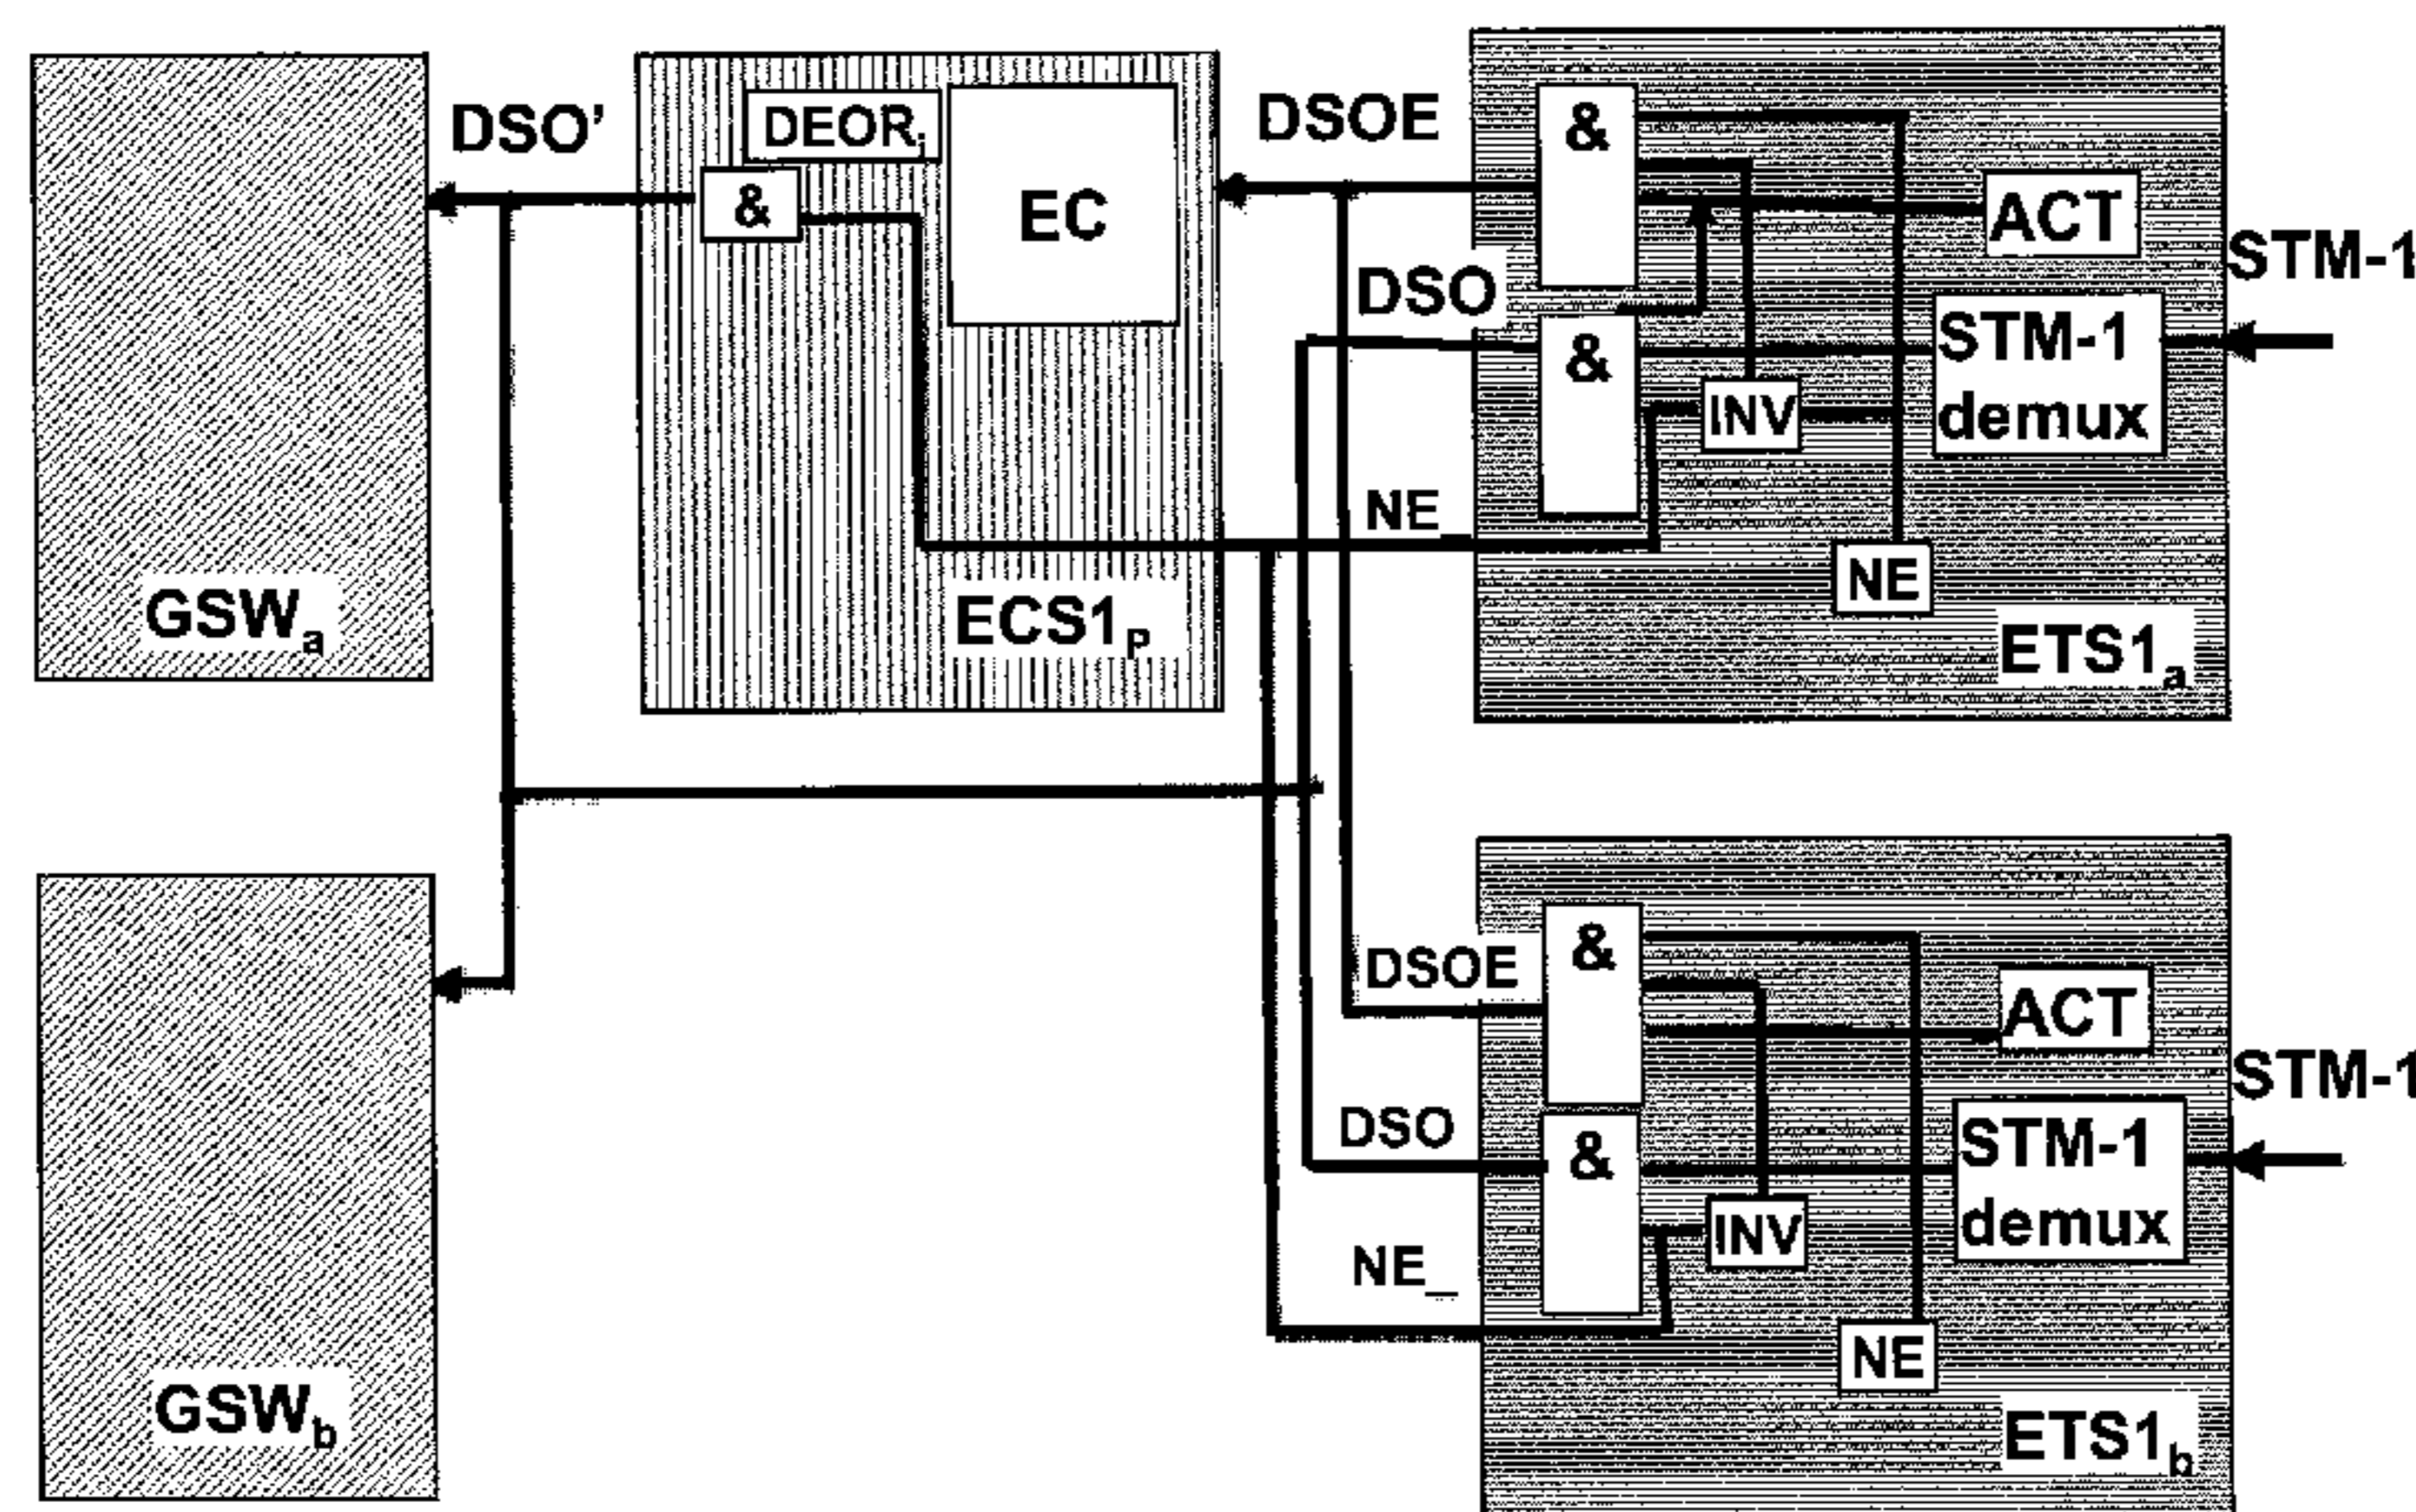 DSO’
DEORi
&
EC
DSOE
&
ACT
STM-1
DSO
&
STM-1
demux
INV
NE_
NE
GSWa
ECS1p
ETS1a
DSOE
&
ACT
STM-1
DSO
&
STM-1
demux
INV
NE_
NE
GSWb
ETS1b